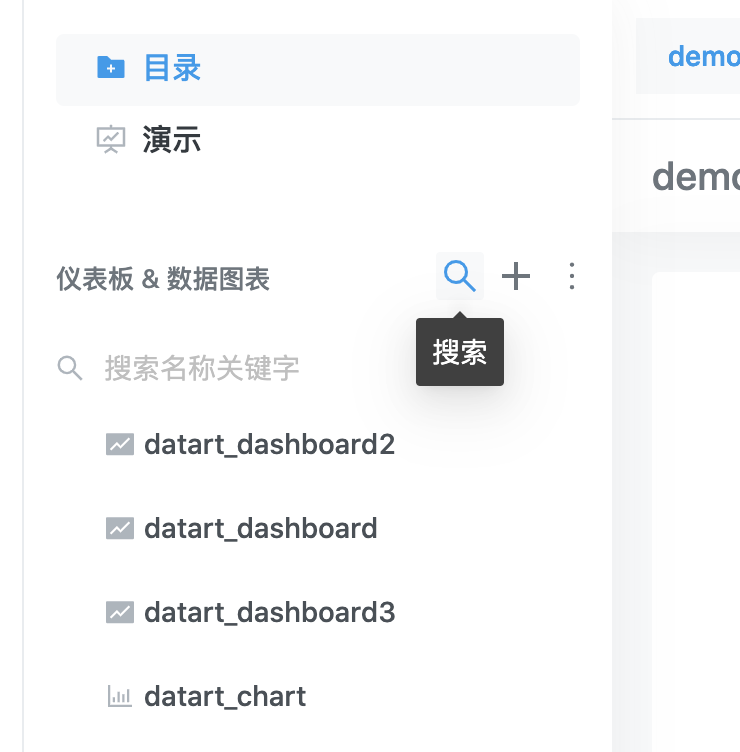 目录
demo
演示
demo
仪表板 & 数据图表
搜索
搜索名称关键字
datart_dashboard2
datart_dashboard
datart_dashboard3
datart_chart